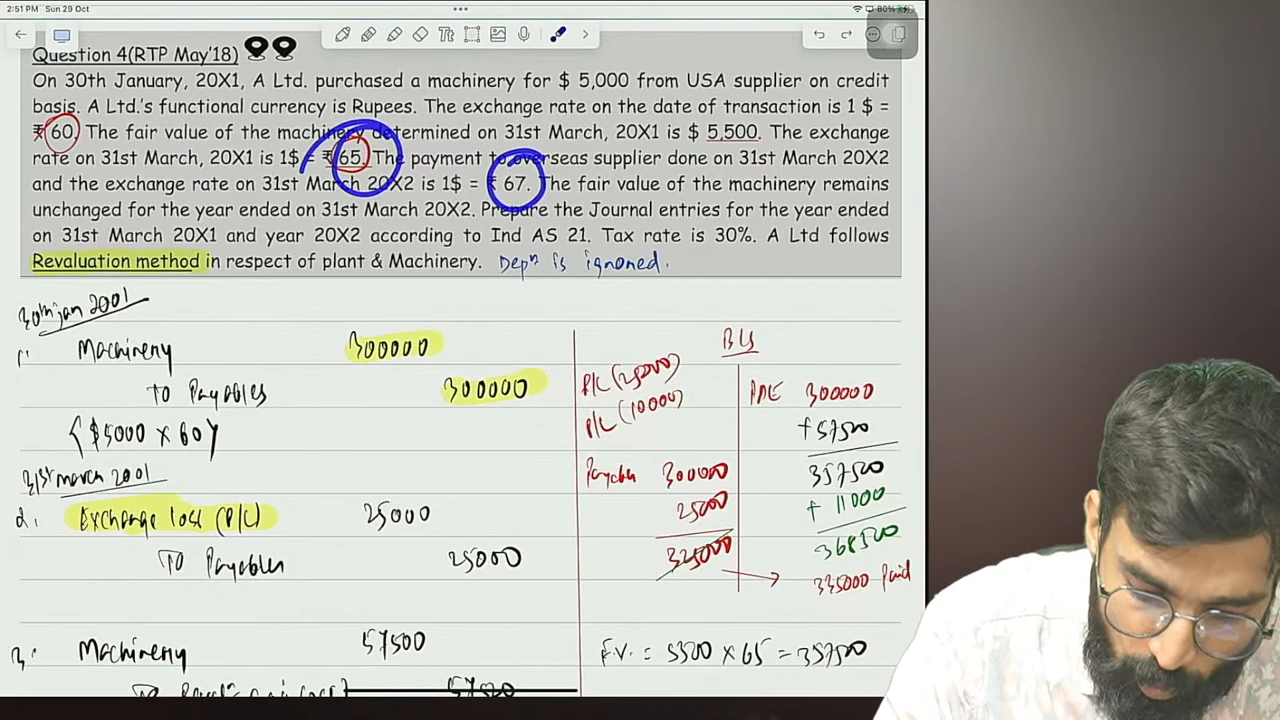 2:51 PM Sun 29 Oct
80%
Question 4(RTP May'18)
On 30th January, 20X1, A Ltd. purchased a machinery for $ 5,000 from USA supplier on credit
basis. A Ltd.'s functional currency is Rupees. The exchange rate on the date of transaction is 1 $ =
₹ 60. The fair value of the machinery determined on 31st March, 20X1 is $ 5,500. The exchange
rate on 31st March, 20X1 is 1$ = ₹ 65. The payment to overseas supplier done on 31st March 20X2
and the exchange rate on 31st March 20X2 is 1$ = ₹ 67. The fair value of the machinery remains
unchanged for the year ended on 31st March 20X2. Prepare the Journal entries for the year ended
on 31st March 20X1 and year 20X2 according to Ind AS 21. Tax rate is 30%. A Ltd follows
Revaluation method in respect of plant & Machinery. Depn is ignored.
30th jan 2001
1. Machinery 300000
To Payables 300000
{$5000 x 60}
31st march 2001
2. Exchange loss (P/L) 25000
To Payables 25000
3. Machinery 57500
57500
B/S
P/L (25000)
P/L (10000)
Payables 300000
25000
325000
PPE 300000
+57500
357500
+ 11000
368500
335000 Paid
F.V. = 5500 x 65 = 357500